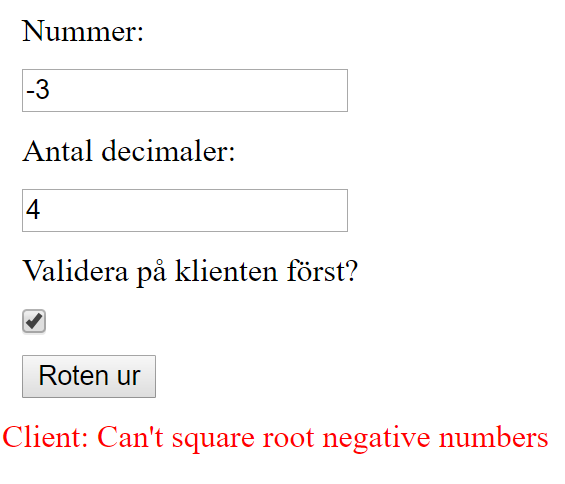 Nummer:
-3
Antal decimaler:
4
Validera på klienten först?
Roten ur
Client: Can't square root negative numbers